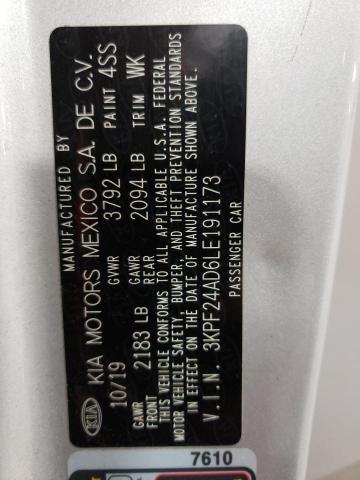 MANUFACTURED BY
KIA KIA MOTORS MEXICO S.A. DE C.V.
10/19 GVWR 3792 LB PAINT 4SS
GAWR FRONT 2183 LB GAWR REAR 2094 LB TRIM WK
THIS VEHICLE CONFORMS TO ALL APPLICABLE U.S.A. FEDERAL
MOTOR VEHICLE SAFETY, BUMPER, AND THEFT PREVENTION STANDARDS
IN EFFECT ON THE DATE OF MANUFACTURE SHOWN ABOVE.
V.I.N. 3KPF24AD6LE191173
PASSENGER CAR
7610